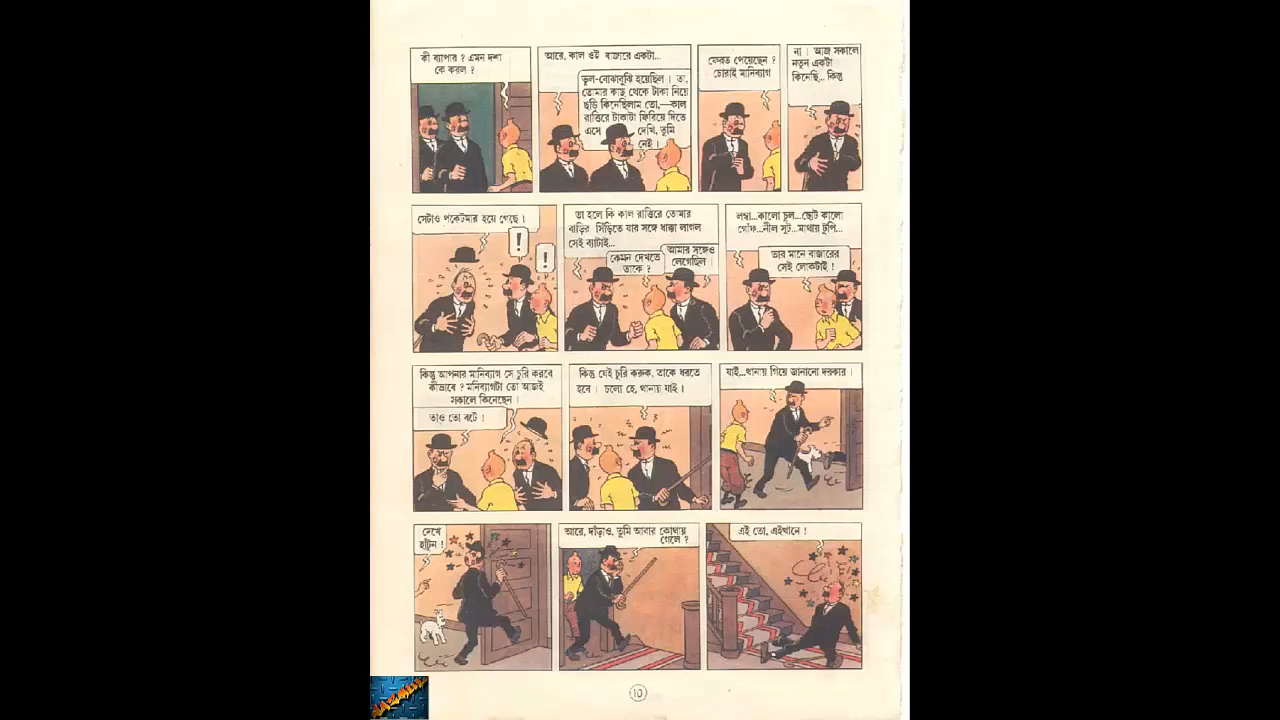 কী ব্যাপার ? এমন দশা
কে করল ?
আরে, কাল ওই বাজারে একটা...
ভুল-বোঝাবুঝি হয়েছিল । তা,
তোমার কাছ থেকে টাকা নিয়ে
ছড়ি কিনেছিলাম তো,—কাল
রাত্তিরে টাকাটা ফিরিয়ে দিতে
এসে দেখি, তুমি
নেই ।
ফেরত পেয়েছেন ?
চোরাই মানিব্যাগ
না । আজ সকালে
নতুন একটা
কিনেছি... কিন্তু
সেটাও পকেটমার হয়ে গেছে ।
!
!
তা হলে কি কাল রাত্তিরে তোমার
বাড়ির সিঁড়িতে যার সঙ্গে ধাক্কা লাগল
সেই ব্যাটাই...
কেমন দেখতে
তাকে ?
আমার সঙ্গেও
লেগেছিল ।
লম্বা...কালো চুল...ছোট কালো
গোঁফ...নীল সুট...মাথায় টুপি...
তার মানে বাজারের
সেই লোকটাই !
কিন্তু আপনার মানিব্যাগ সে চুরি করবে
কীভাবে ? মনিব্যাগটা তো আজই
সকালে কিনেছেন ।
তাও তো বটে !
কিন্তু যেই চুরি করুক, তাকে ধরতে
হবে । চলো হে, থানায় যাই ।
যাই...থানায় গিয়ে জানানো দরকার ।
দেখে
হাঁটুন !
আরে, দাঁড়াও, তুমি আবার কোথায়
গেলে ?
এই তো, এইখানে !
10